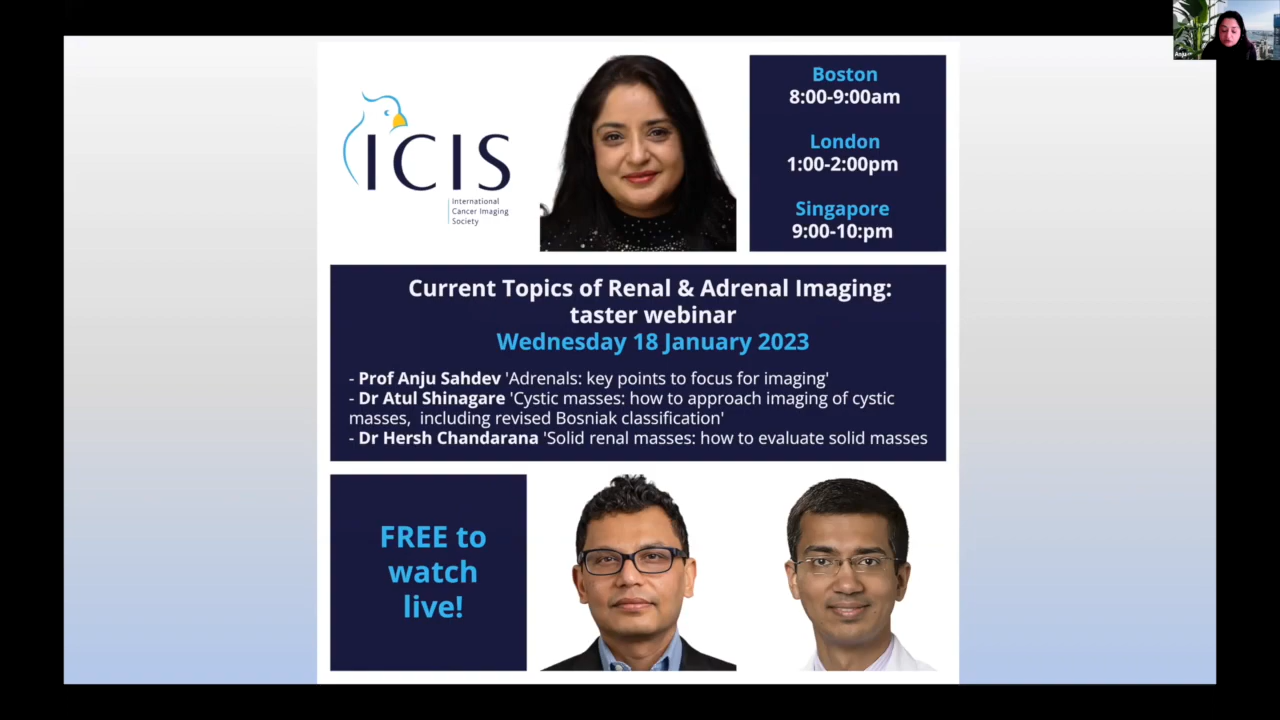 Anju
ICIS
International
Cancer Imaging
Society
Boston
8:00-9:00am
London
1:00-2:00pm
Singapore
9:00-10:pm
Current Topics of Renal & Adrenal Imaging:
taster webinar
Wednesday 18 January 2023
- Prof Anju Sahdev 'Adrenals: key points to focus for imaging'
- Dr Atul Shinagare 'Cystic masses: how to approach imaging of cystic
masses, including revised Bosniak classification'
- Dr Hersh Chandarana 'Solid renal masses: how to evaluate solid masses
FREE to
watch
live!